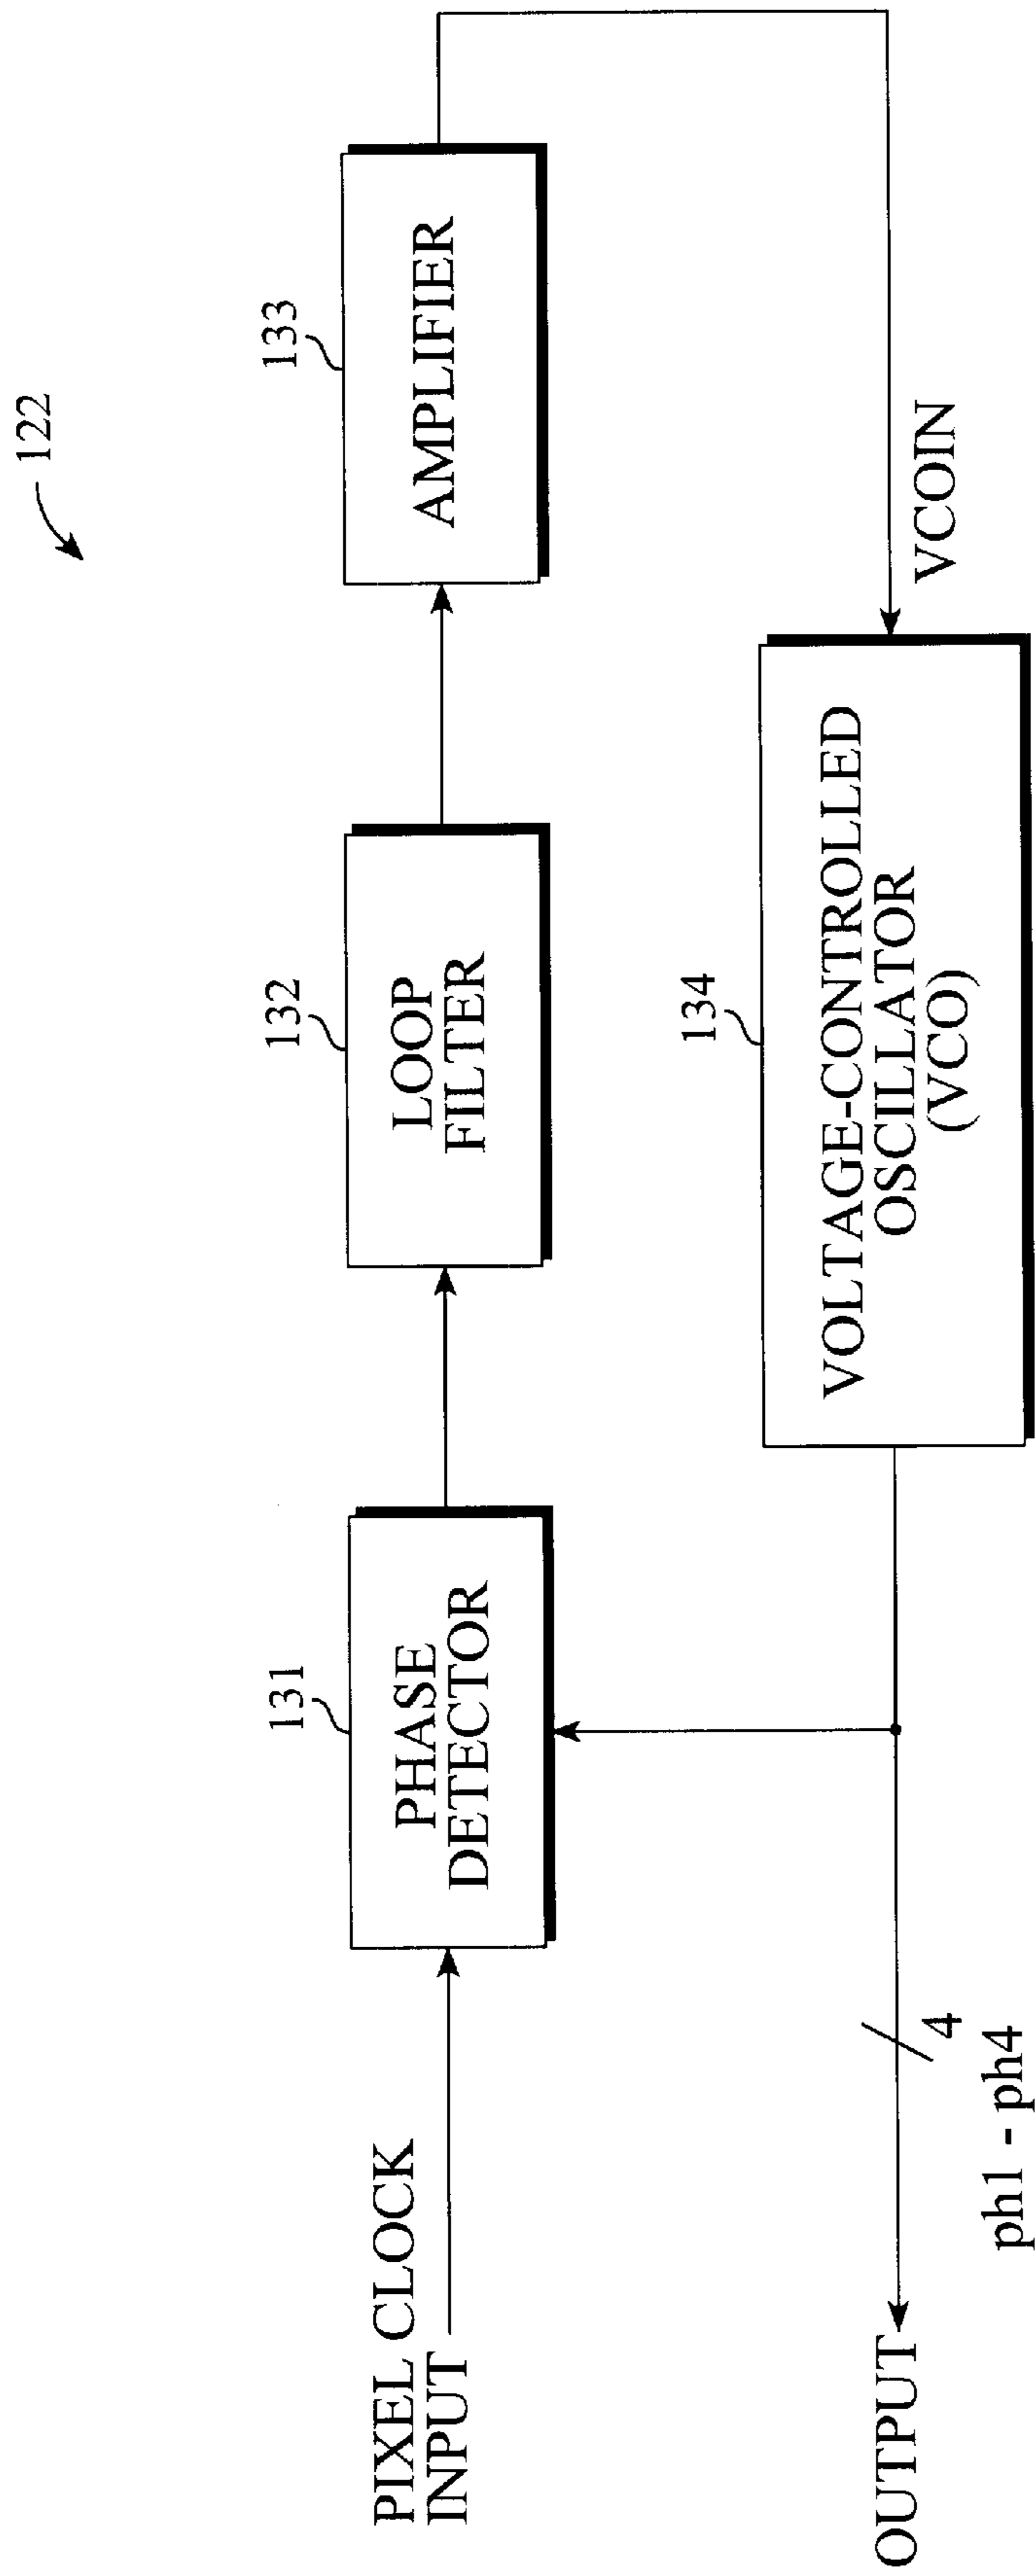 122
133
AMPLIFIER
132
LOOP
FILTER
131
PHASE
DETECTOR
PIXEL CLOCK
INPUT
VCOIN
134
VOLTAGE-CONTROLLED
OSCILLATOR
(VCO)
4
ph1 - ph4
OUTPUT